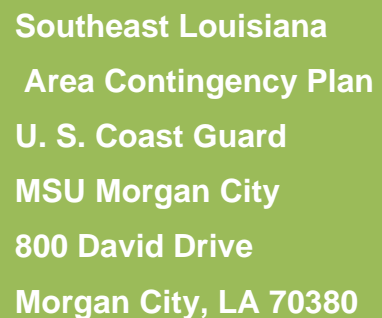 Southeast Louisiana
Area Contingency Plan
U. S. Coast Guard
MSU Morgan City
800 David Drive
Morgan City, LA 70380